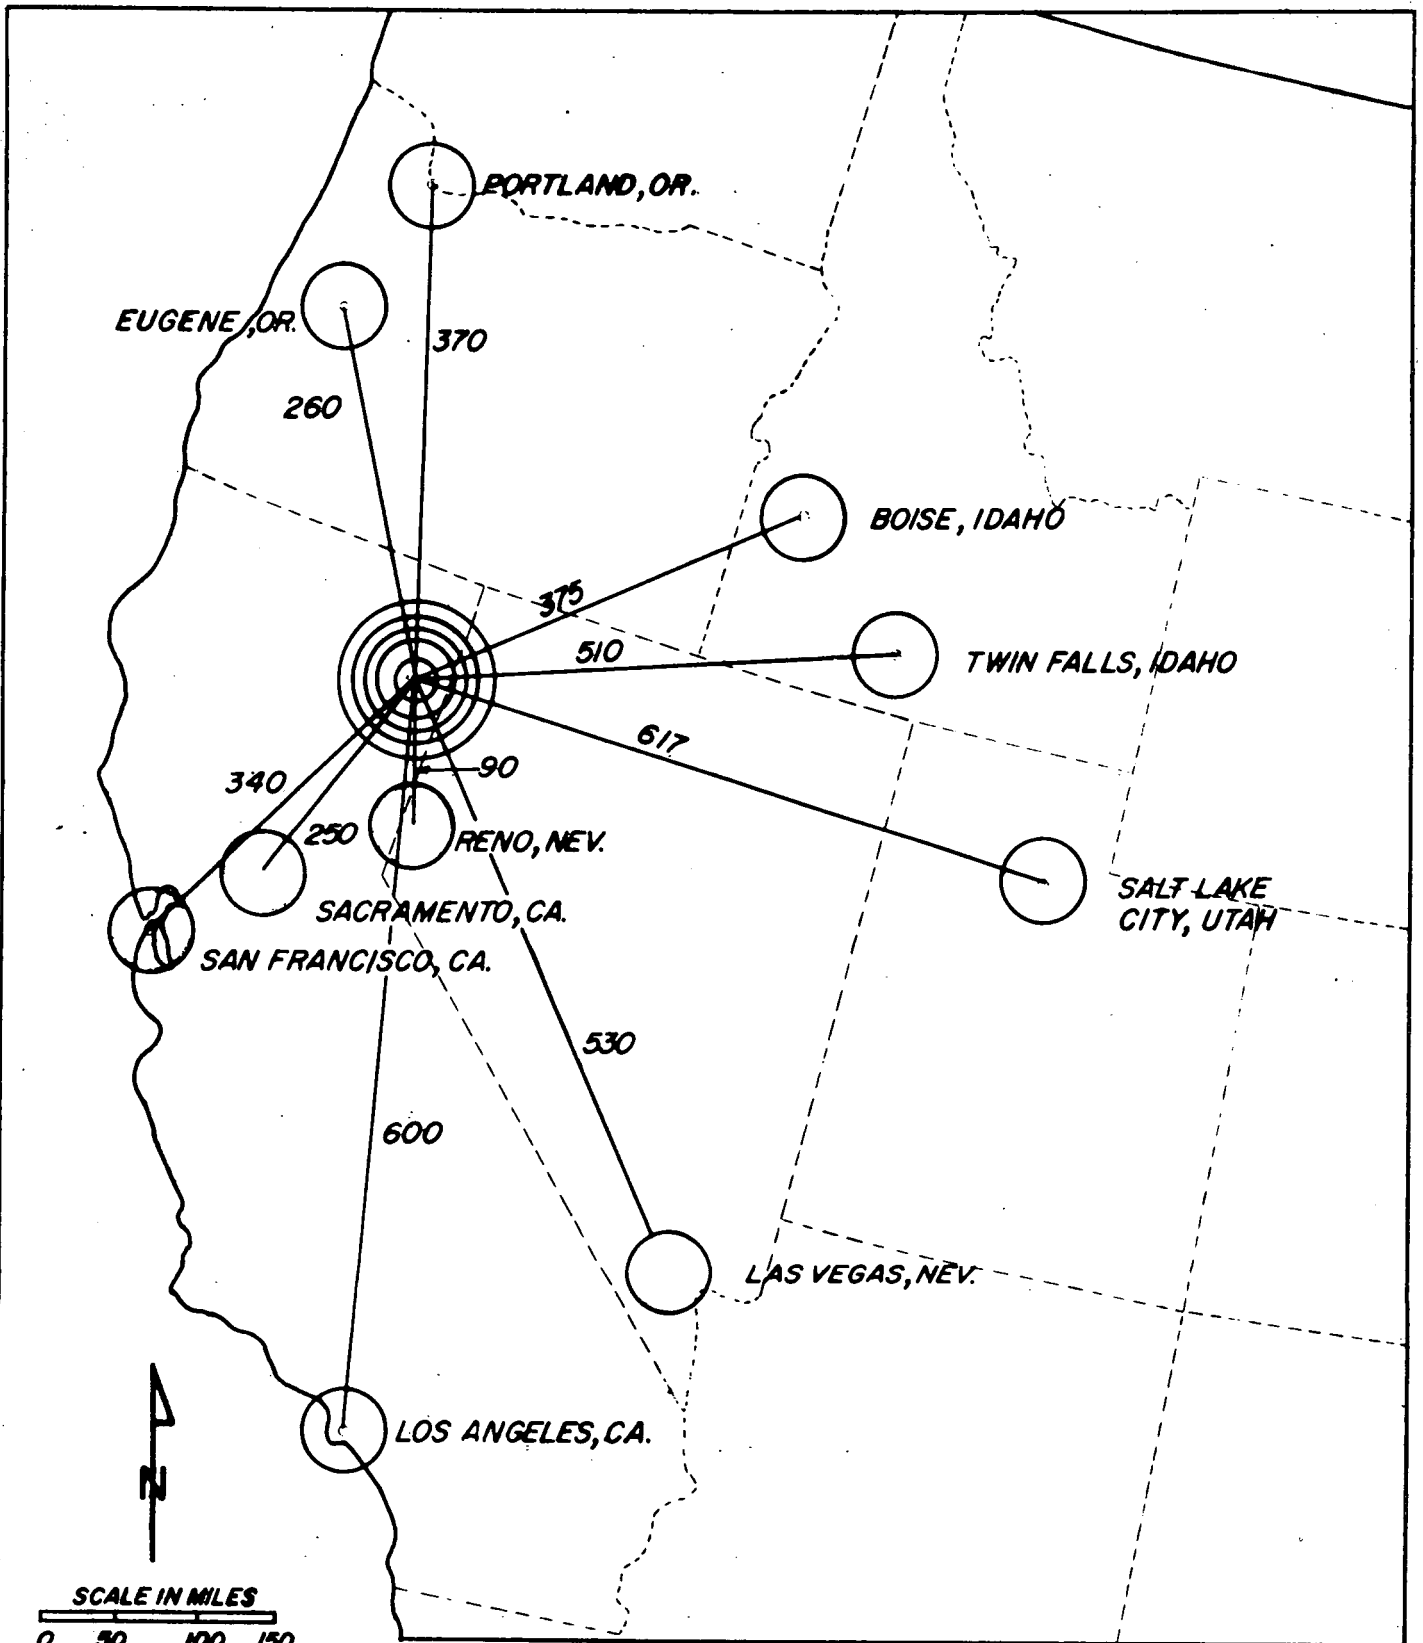 PORTLAND, OR.
EUGENE, OR.
370
260
BOISE, IDAHO
375
510
TWIN FALLS, IDAHO
617
90
340
250
RENO, NEV.
SALT LAKE
CITY, UTAH
SACRAMENTO, CA.
SAN FRANCISCO, CA.
530
600
LAS VEGAS, NEV.
LOS ANGELES, CA.
N
SCALE IN MILES
0 50 100 150